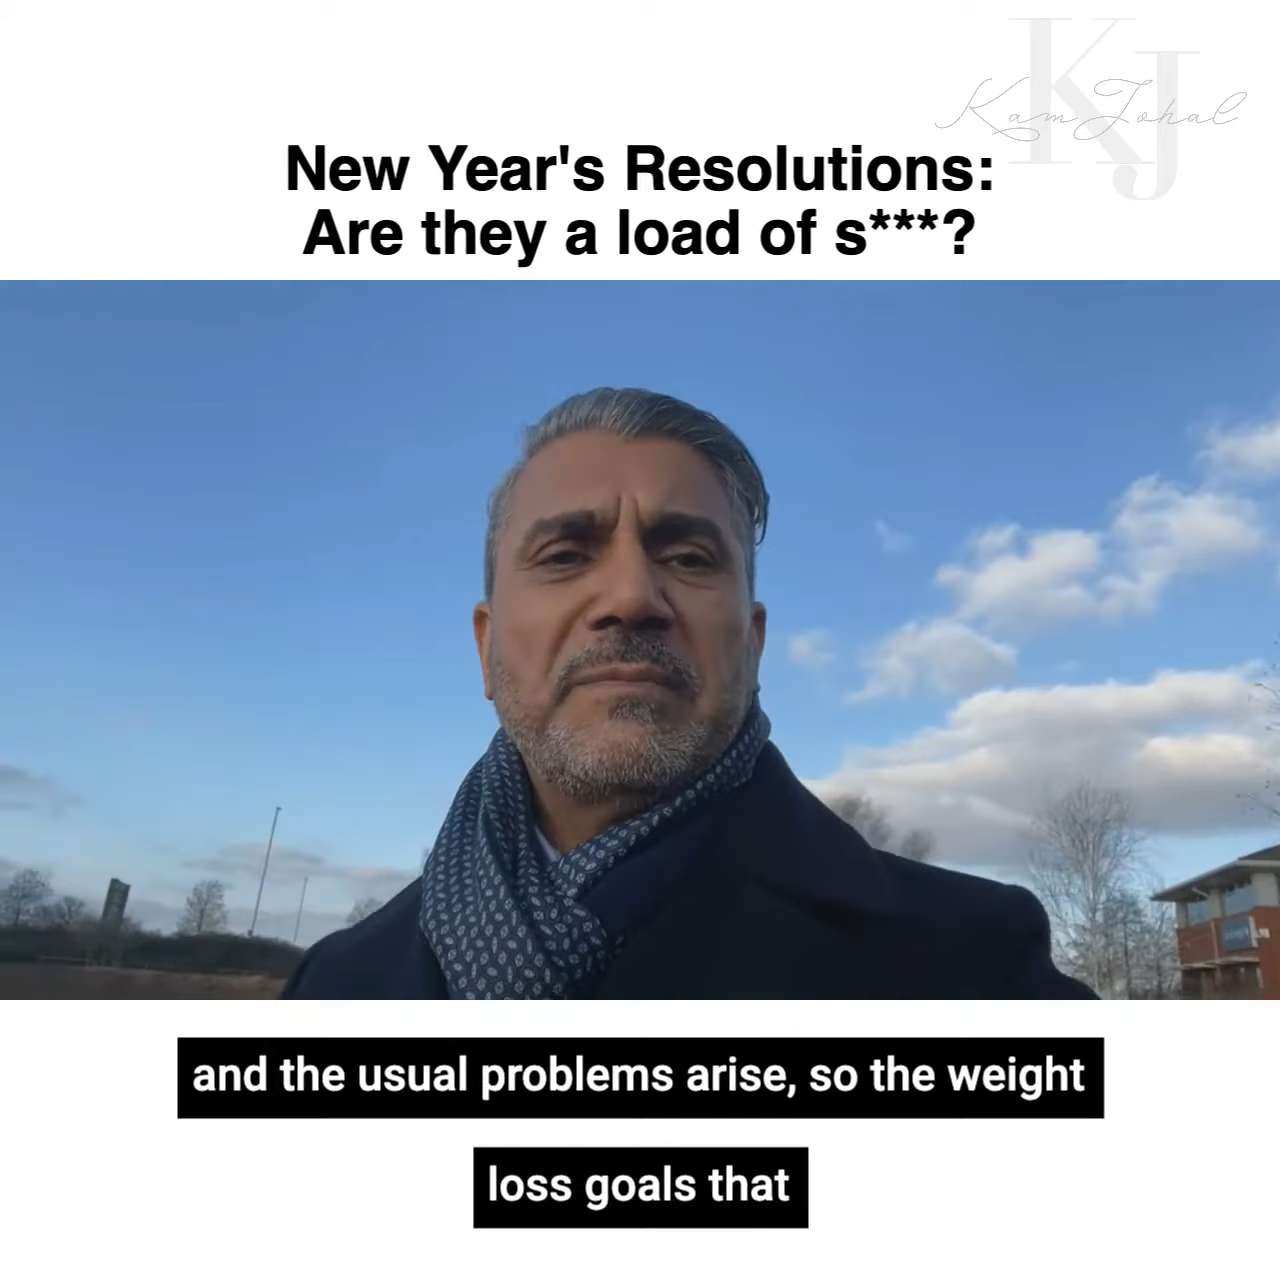 KJ
Kam Johal
New Year's Resolutions:
Are they a load of s***?
and the usual problems arise, so the weight
loss goals that